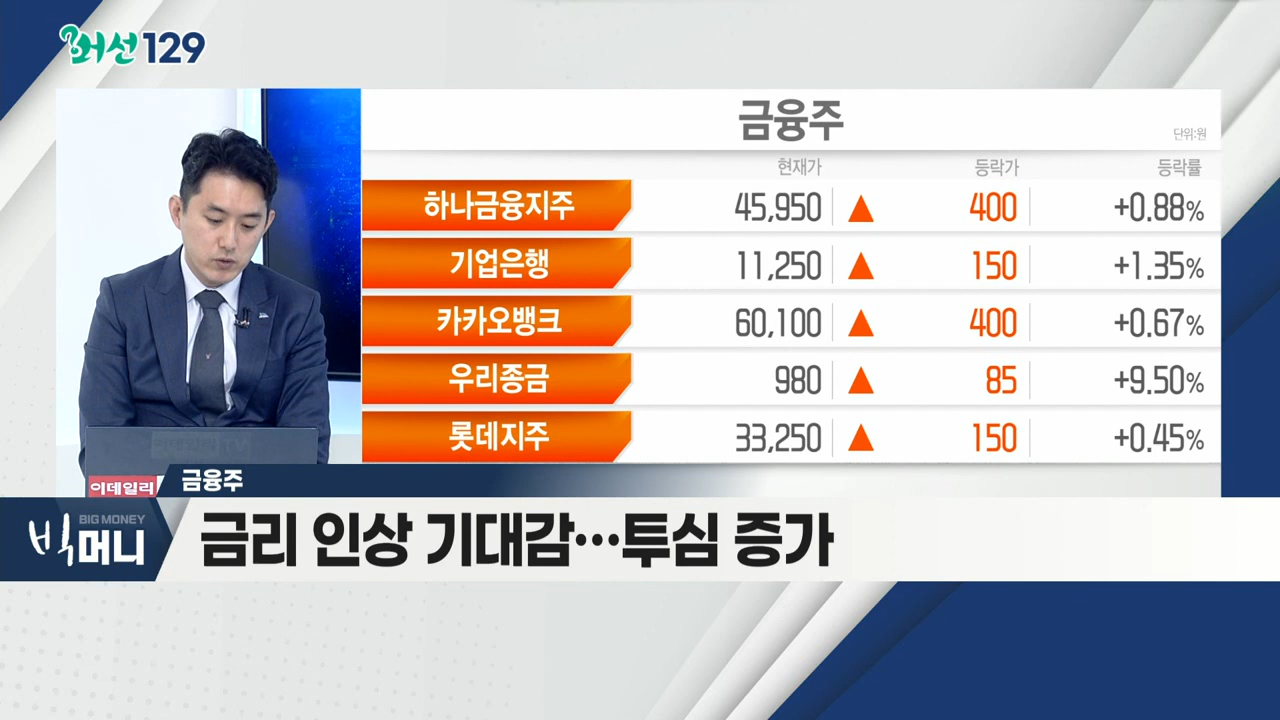 머선129
금융주
단위:원
현재가 등락가 등락률
하나금융지주 45,950 ▲ 400 +0.88%
기업은행 11,250 ▲ 150 +1.35%
카카오뱅크 60,100 ▲ 400 +0.67%
우리종금 980 ▲ 85 +9.50%
롯데지주 33,250 ▲ 150 +0.45%
이데일리 금융주
BIG MONEY
빅머니
금리 인상 기대감…투심 증가